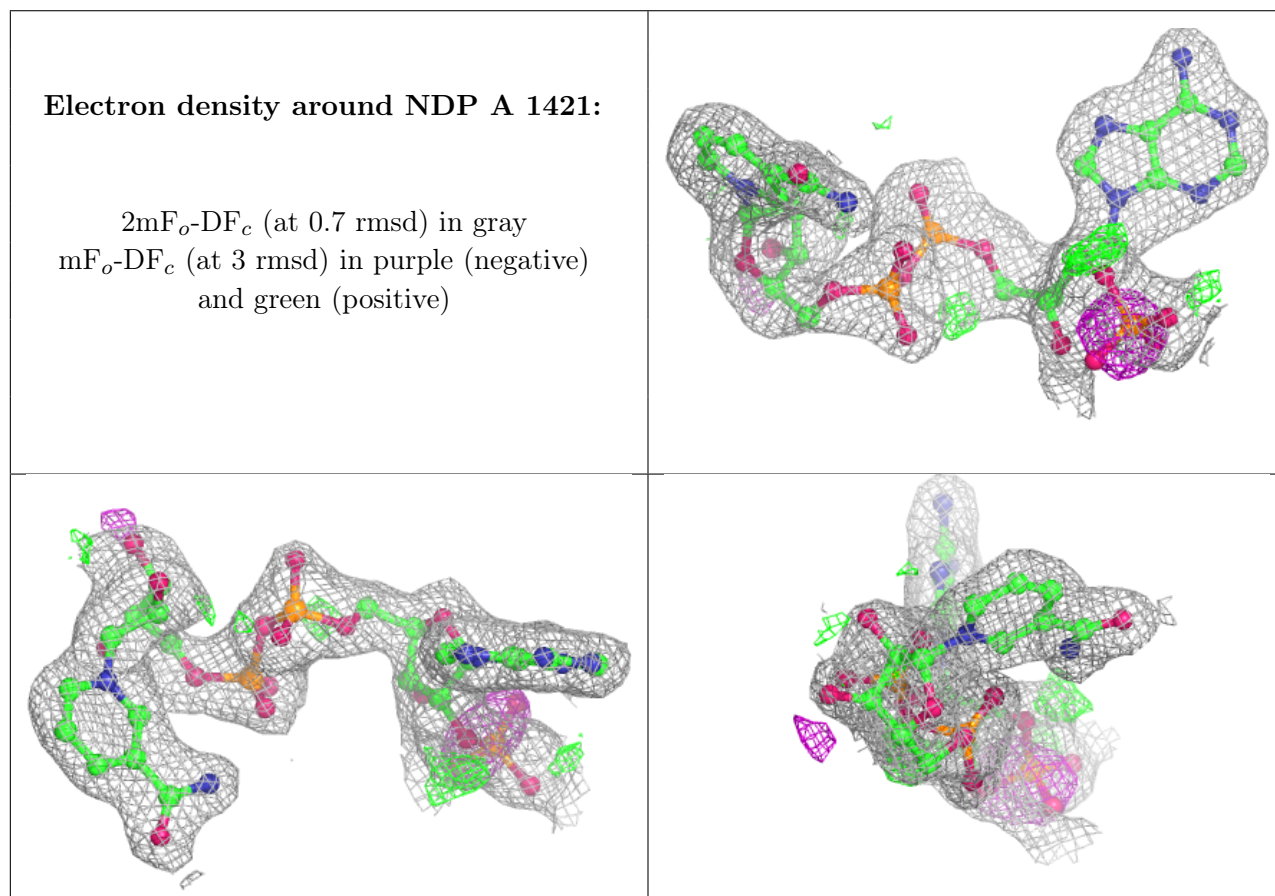 Electron density around NDP A 1421:
2mFo-DFc (at 0.7 rmsd) in gray
mFo-DFc (at 3 rmsd) in purple (negative)
and green (positive)